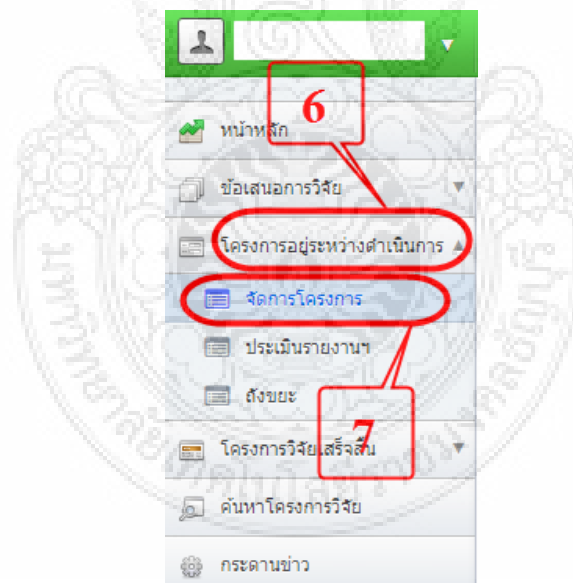 6
หน้าหลัก
ข้อเสนอการวิจัย
โครงการอยู่ระหว่างดำเนินการ
จัดการโครงการ
ประเมินรายงานฯ
ถังขยะ
7
โครงการวิจัยเสร็จสิ้น
ค้นหาโครงการวิจัย
กระดานข่าว